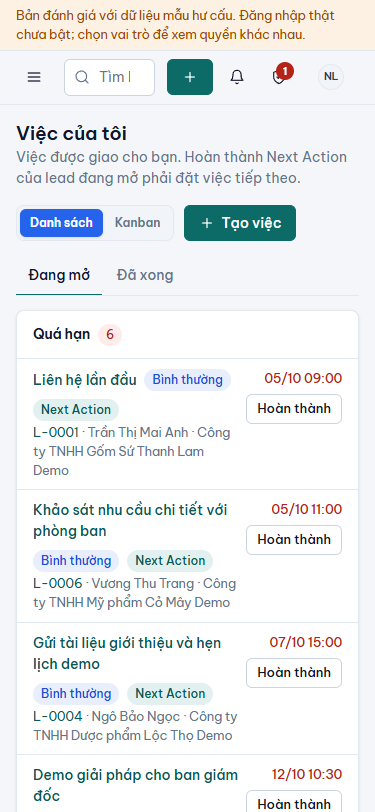 Bản đánh giá với dữ liệu mẫu hư cấu. Đăng nhập thật
chưa bật; chọn vai trò để xem quyền khác nhau.
Tìm
1
NL
Việc của tôi
Việc được giao cho bạn. Hoàn thành Next Action
của lead đang mở phải đặt việc tiếp theo.
Danh sách
Kanban
+ Tạo việc
Đang mở
Đã xong
Quá hạn 6
Liên hệ lần đầu Bình thường
05/10 09:00
Next Action
Hoàn thành
L-0001 · Trần Thị Mai Anh · Công
ty TNHH Gốm Sứ Thanh Lam
Demo
Khảo sát nhu cầu chi tiết với
phòng ban
05/10 11:00
Hoàn thành
Bình thường Next Action
L-0006 · Vương Thu Trang · Công
ty TNHH Mỹ phẩm Cỏ Mây Demo
Gửi tài liệu giới thiệu và hẹn
lịch demo
07/10 15:00
Hoàn thành
Bình thường Next Action
L-0004 · Ngô Bảo Ngọc · Công ty
TNHH Dược phẩm Lộc Thọ Demo
Demo giải pháp cho ban giám
đốc
12/10 10:30
Hoàn thành